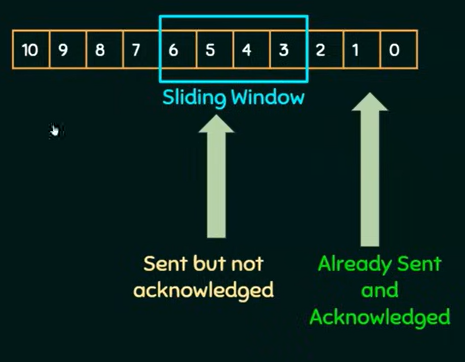 10 9 8 7 6 5 4 3 2 1 0
Sliding Window
Sent but not
acknowledged
Already Sent
and
Acknowledged